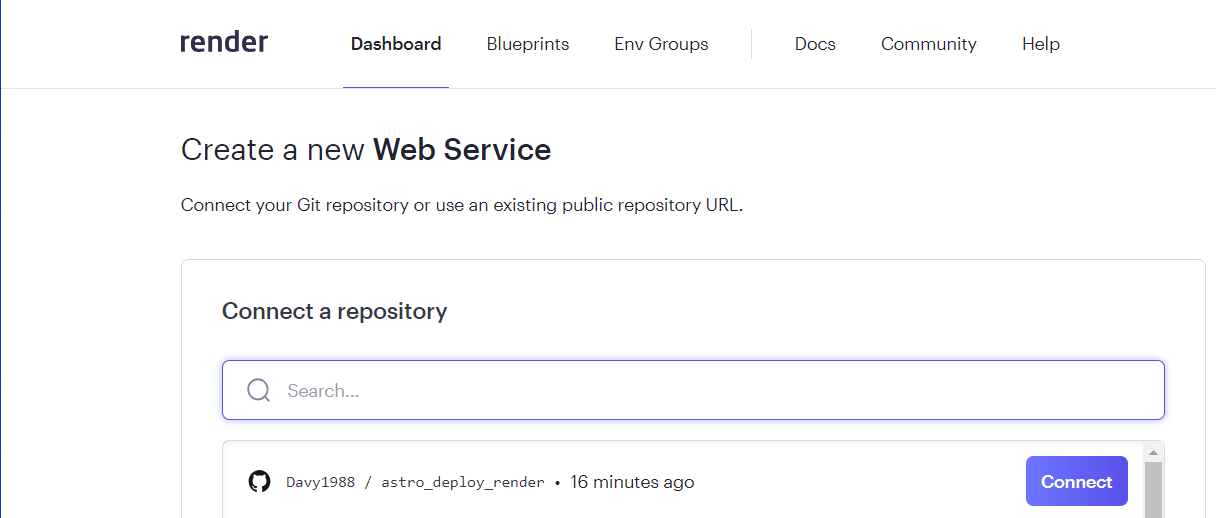 render Dashboard Blueprints Env Groups Docs Community Help
Create a new Web Service
Connect your Git repository or use an existing public repository URL.
Connect a repository
Search...
Davy1988 / astro_deploy_render • 16 minutes ago Connect